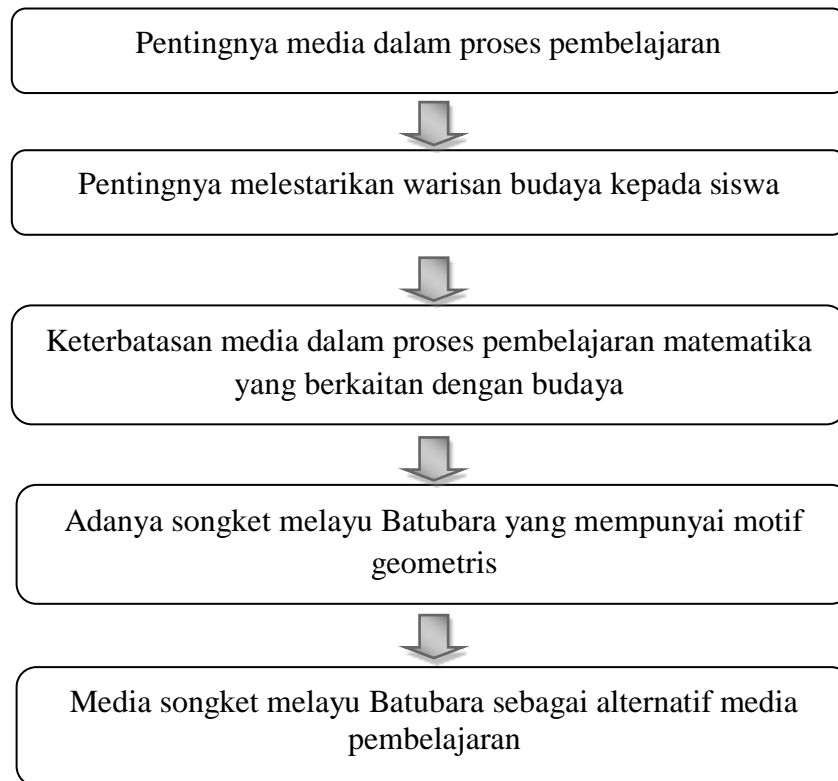 Pentingnya media dalam proses pembelajaran
Pentingnya melestarikan warisan budaya kepada siswa
Keterbatasan media dalam proses pembelajaran matematika
yang berkaitan dengan budaya
Adanya songket melayu Batubara yang mempunyai motif
geometris
Media songket melayu Batubara sebagai alternatif media
pembelajaran